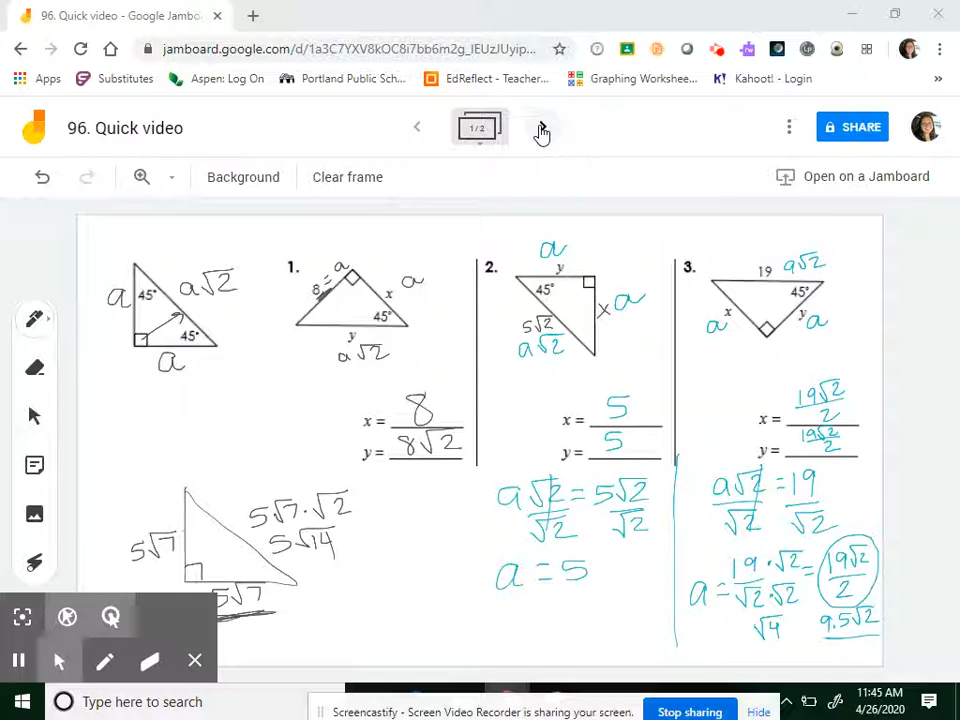 96. Quick video - Google Jambo
jamboard.google.com/d/1a3C7YXV8kOC8i7bb6m2g_IEUzJUyip...
Apps
Substitutes
Aspen: Log On
Portland Public Sc...
EdReflect - Teacher...
Graphing Workshee...
Kahoot! - Login
»
96. Quick video
1/2
SHARE
Background
Clear frame
Open on a Jamboard
a
45°
a√2
45°
a
1.
8 = a
x
a
45°
y
a√2
x = 8
y = 8√2
5√7
5√7·√2
5√14
5√7
2.
a
y
45°
x a
5√2
a√2
x = 5
y = 5
a√2 = 5√2
√2 √2
a = 5
3.
19 a√2
45°
x
a
y
a
x = 19√2
2
y = 19√2
2
a√2 = 19
√2 √2
a = 19·√2 = 19√2
√2·√2 2
√4 9.5√2
Type here to search
Screencastify - Screen Video Recorder is sharing your screen.
Stop sharing
Hide
11:45 AM
4/26/2020